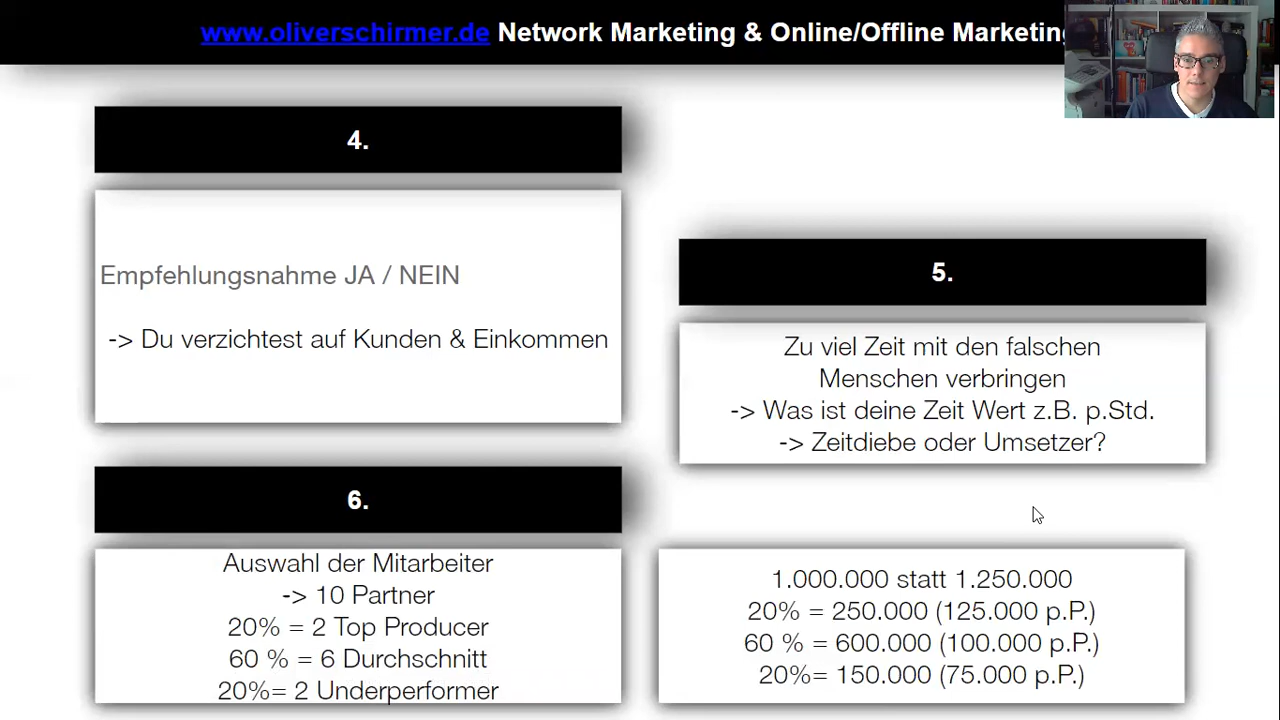 www.oliverschirmer.de Network Marketing & Online/Offline Marketing
4.
Empfehlungsnahme JA / NEIN
-> Du verzichtest auf Kunden & Einkommen
5.
Zu viel Zeit mit den falschen
Menschen verbringen
-> Was ist deine Zeit Wert z.B. p.Std.
-> Zeitdiebe oder Umsetzer?
6.
Auswahl der Mitarbeiter
-> 10 Partner
20% = 2 Top Producer
60 % = 6 Durchschnitt
20%= 2 Underperformer
1.000.000 statt 1.250.000
20% = 250.000 (125.000 p.P.)
60 % = 600.000 (100.000 p.P.)
20%= 150.000 (75.000 p.P.)